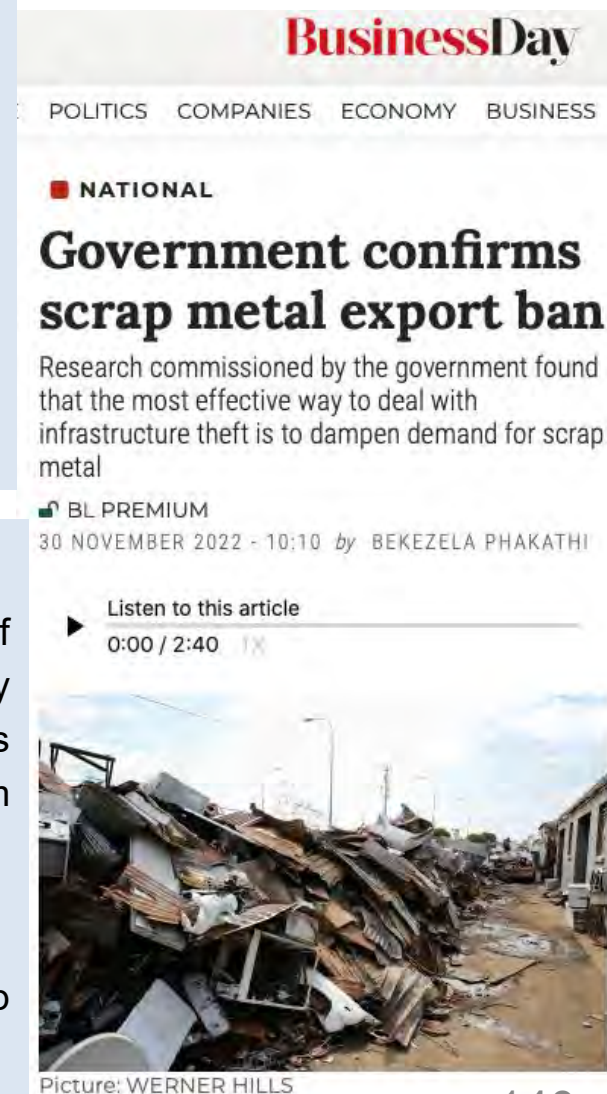 BusinessDay
POLITICS COMPANIES ECONOMY BUSINESS
NATIONAL
Government confirms
scrap metal export ban
Research commissioned by the government found
that the most effective way to deal with
infrastructure theft is to dampen demand for scrap
metal
BL PREMIUM
30 NOVEMBER 2022 - 10:10 by BEKEZELA PHAKATHI
Listen to this article
0:00 / 2:40 1X
Picture: WERNER HILLS